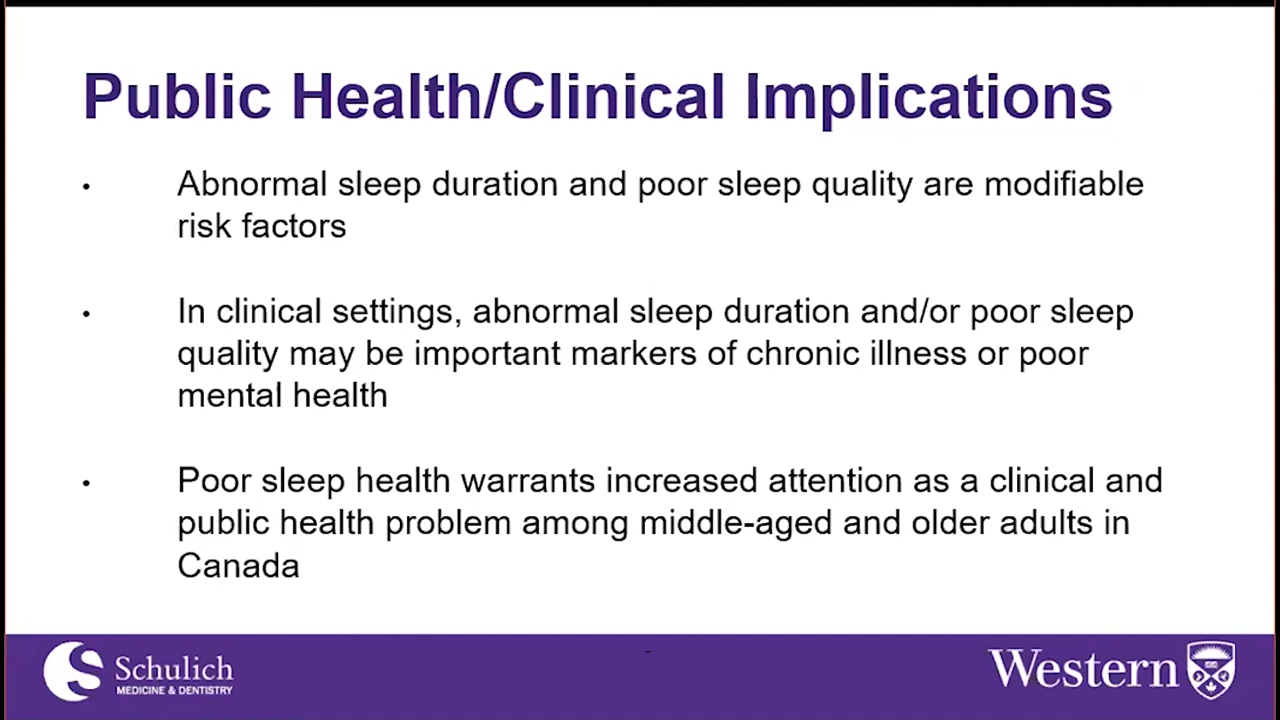 Public Health/Clinical Implications
• Abnormal sleep duration and poor sleep quality are modifiable
risk factors
• In clinical settings, abnormal sleep duration and/or poor sleep
quality may be important markers of chronic illness or poor
mental health
• Poor sleep health warrants increased attention as a clinical and
public health problem among middle-aged and older adults in
Canada
Schulich
MEDICINE & DENTISTRY
Western